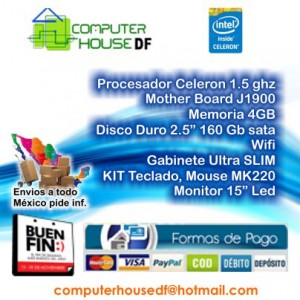 COMPUTER
HOUSE DF
intel
inside
CELERON
Procesador Celeron 1.5 ghz
Mother Board J1900
Memoria 4GB
Disco Duro 2.5" 160 Gb sata
Wifi
Gabinete Ultra SLIM
KIT Teclado, Mouse MK220
Monitor 15" Led
Envios a todo
México pide inf.
EL
BUEN
FIN:)
Formas de Pago
MasterCard
VISA
PayPal
COD
DÉBITO
DEPÓSITO
computerhousedf@hotmail.com